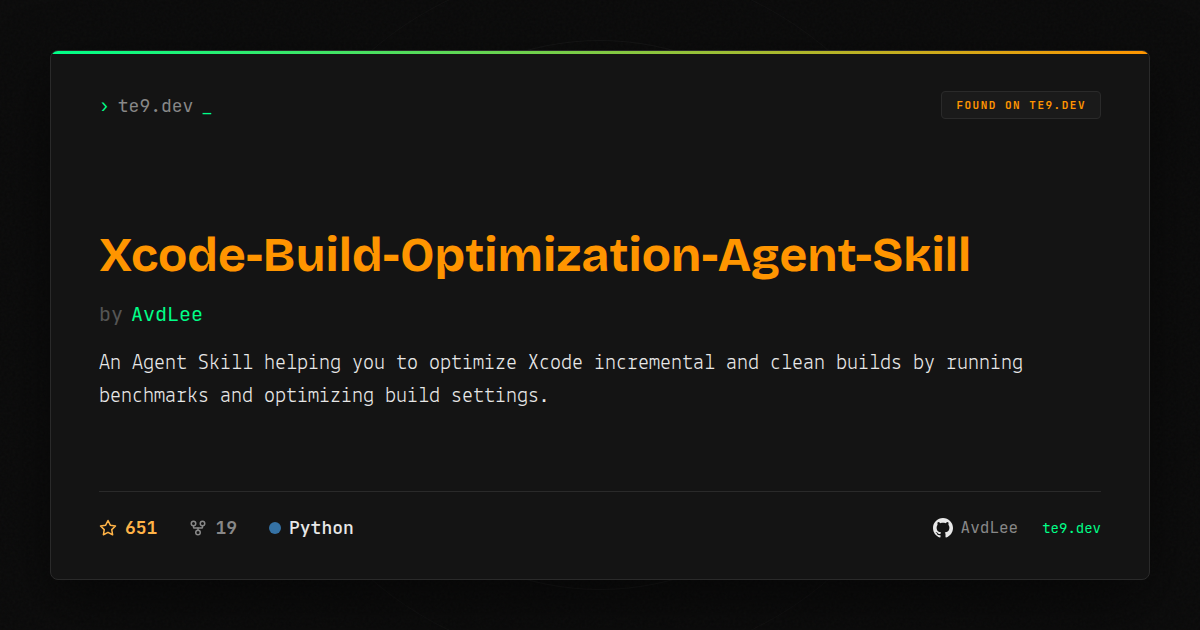 › te9.dev _
FOUND ON TE9.DEV
Xcode-Build-Optimization-Agent-Skill
by AvdLee
An Agent Skill helping you to optimize Xcode incremental and clean builds by running
benchmarks and optimizing build settings.
651 19 Python
AvdLee te9.dev